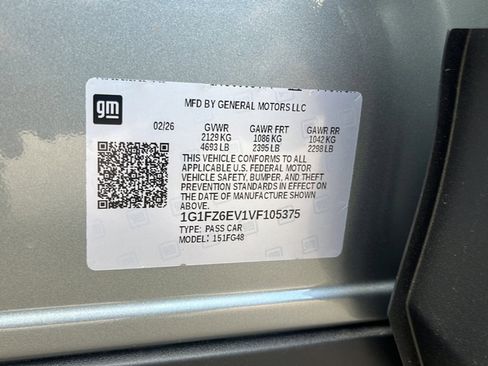 gm
MFD BY GENERAL MOTORS LLC
02/26 GVWR GAWR FRT GAWR RR
2129 KG 1086 KG 1042 KG
4693 LB 2395 LB 2298 LB
THIS VEHICLE CONFORMS TO ALL
APPLICABLE U.S. FEDERAL MOTOR
VEHICLE SAFETY, BUMPER, AND THEFT
PREVENTION STANDARDS IN EFFECT ON
THE DATE OF MANUFACTURE SHOWN
ABOVE.
1G1FZ6EV1VF105375
TYPE: PASS CAR
MODEL: 151FG48